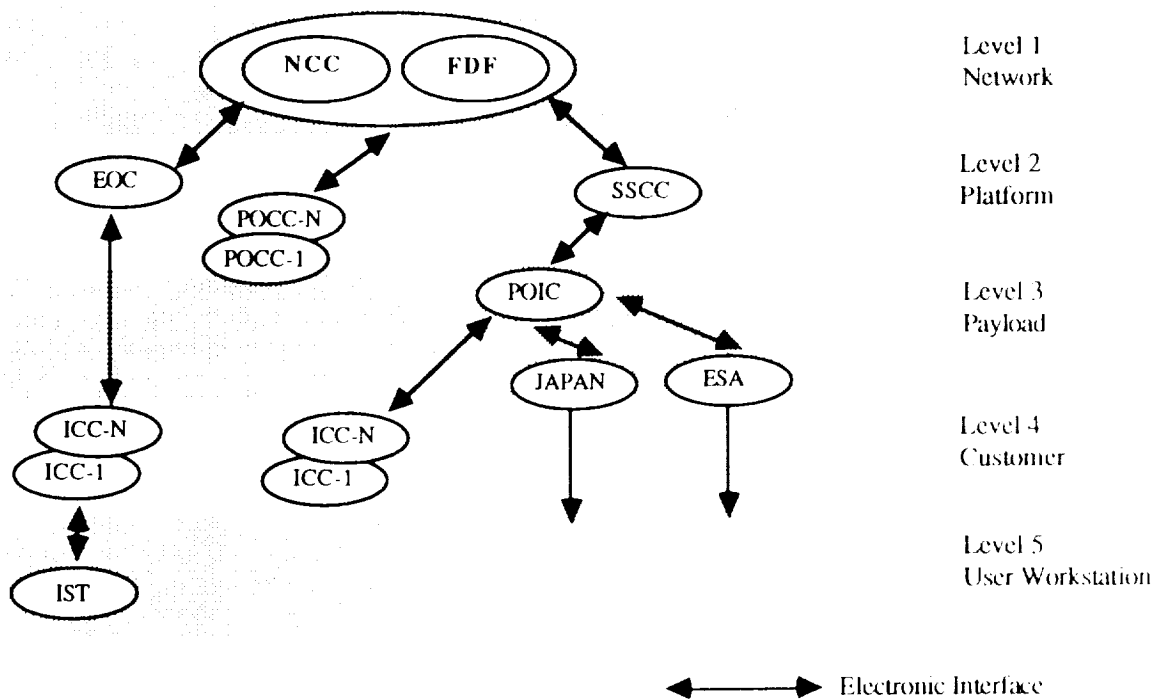 NCC
FDF
Level 1
Network
EOC
POCC-N
POCC-1
SSCC
Level 2
Platform
POIC
Level 3
Payload
JAPAN
ESA
ICC-N
ICC-1
ICC-N
ICC-1
Level 4
Customer
IST
Level 5
User Workstation
Electronic Interface